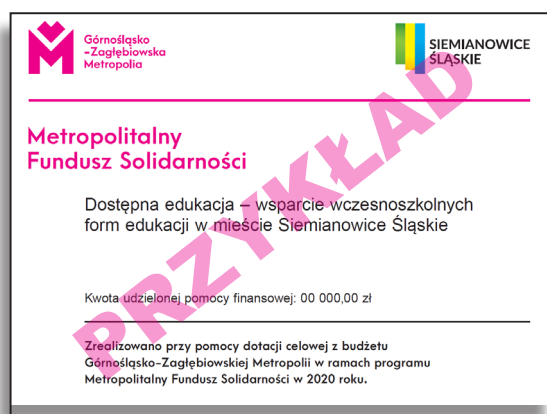 Górnośląsko
-Zagłębiowska
Metropolia
SIEMIANOWICE
ŚLĄSKIE
Metropolitalny
Fundusz Solidarności
Dostępna edukacja – wsparcie wczesnoszkolnych
form edukacji w mieście Siemianowice Śląskie
PRZYKŁAD
Kwota udzielonej pomocy finansowej: 00 000,00 zł
Zrealizowano przy pomocy dotacji celowej z budżetu
Górnośląsko-Zagłębiowskiej Metropolii w ramach programu
Metropolitalny Fundusz Solidarności w 2020 roku.